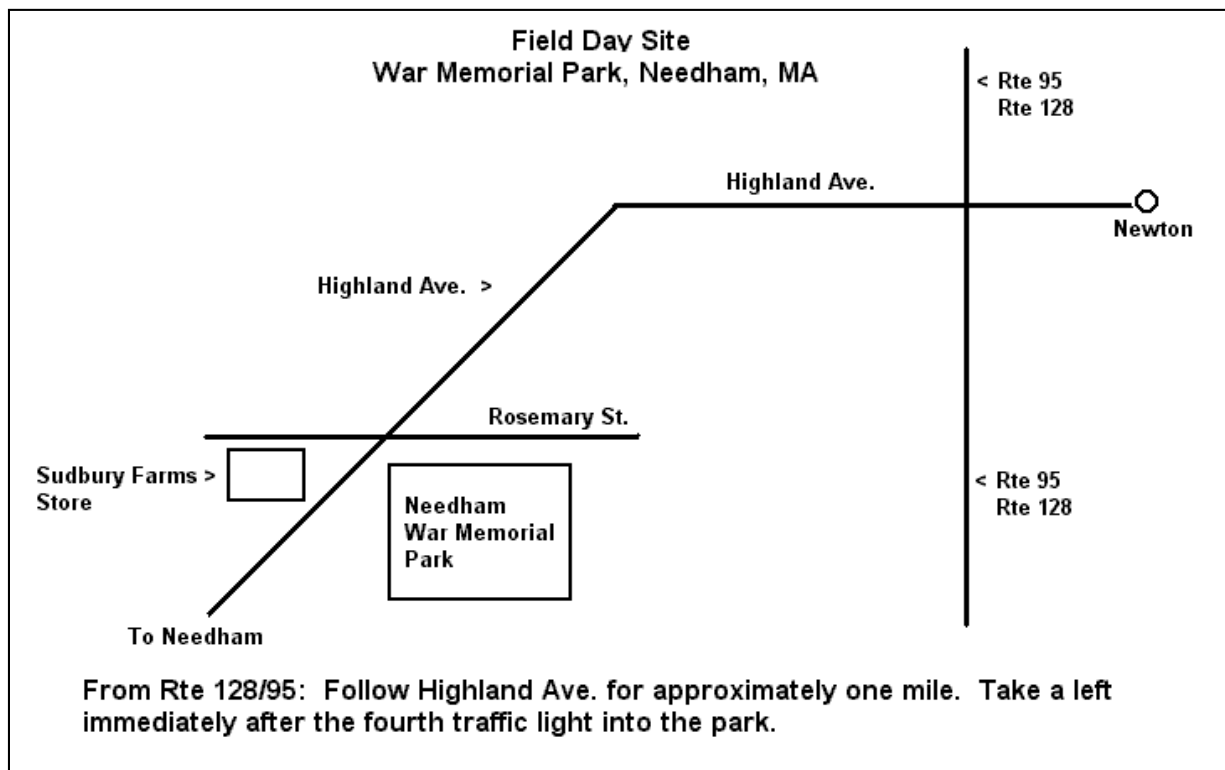 Field Day Site
War Memorial Park, Needham, MA
< Rte 95
Rte 128
Highland Ave.
Newton
Highland Ave. >
Rosemary St.
Sudbury Farms >
Store
Needham
War Memorial
Park
< Rte 95
Rte 128
To Needham
From Rte 128/95: Follow Highland Ave. for approximately one mile. Take a left
immediately after the fourth traffic light into the park.